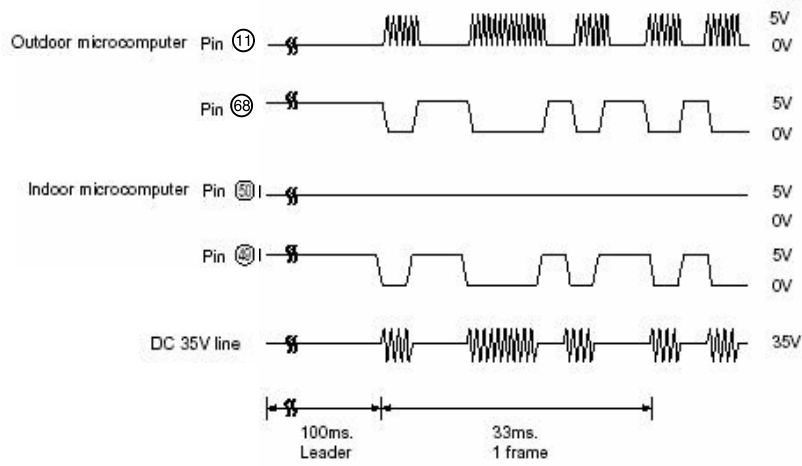 Outdoor microcomputer Pin ⑪ 5V
0V
Pin 68 5V
0V
Indoor microcomputer Pin 50 5V
0V
Pin 49 5V
0V
DC 35V line 35V
100ms. 33ms.
Leader 1 frame